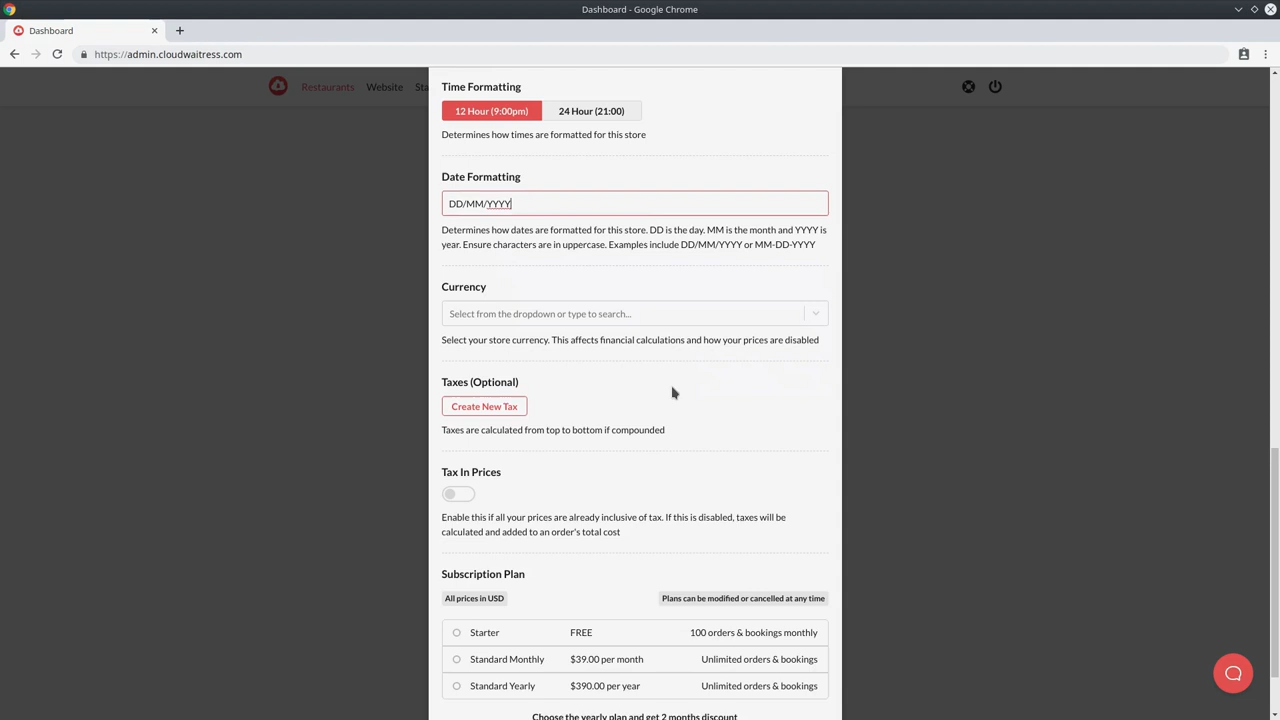 Dashboard - Google Chrome
Dashboard
https://admin.cloudwaitress.com
Restaurants Website Sta
Time Formatting
12 Hour (9:00pm) 24 Hour (21:00)
Determines how times are formatted for this store
Date Formatting
DD/MM/YYYY
Determines how dates are formatted for this store. DD is the day. MM is the month and YYYY is
year. Ensure characters are in uppercase. Examples include DD/MM/YYYY or MM-DD-YYYY
Currency
Select from the dropdown or type to search...
Select your store currency. This affects financial calculations and how your prices are disabled
Taxes (Optional)
Create New Tax
Taxes are calculated from top to bottom if compounded
Tax In Prices
Enable this if all your prices are already inclusive of tax. If this is disabled, taxes will be
calculated and added to an order's total cost
Subscription Plan
All prices in USD Plans can be modified or cancelled at any time
Starter FREE 100 orders & bookings monthly
Standard Monthly $39.00 per month Unlimited orders & bookings
Standard Yearly $390.00 per year Unlimited orders & bookings
Choose the yearly plan and get 2 months discount